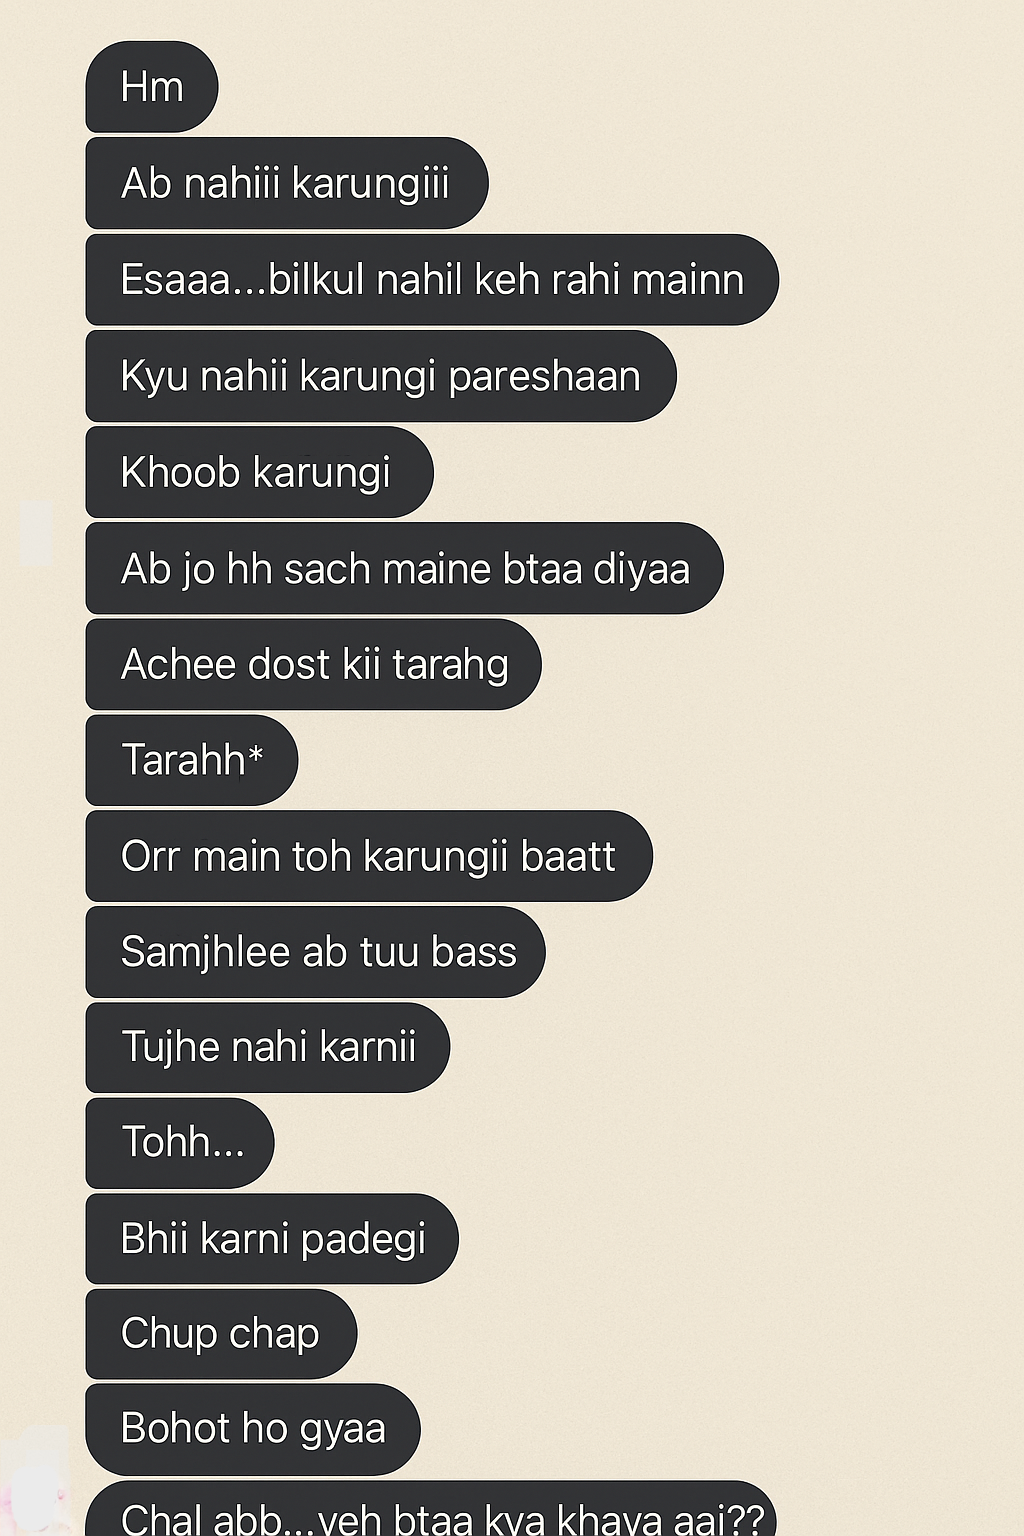 Hm
Ab nahiii karungiii
Esaaa...bilkul nahil keh rahi mainn
Kyu nahii karungi pareshaan
Khoob karungi
Ab jo hh sach maine btaa diyaa
Achee dost kii tarahg
Tarahh*
Orr main toh karungii baatt
Samjhlee ab tuu bass
Tujhe nahi karnii
Tohh...
Bhii karni padegi
Chup chap
Bohot ho gyaa
Chal abb...yeh btaa kya khaya aaj??